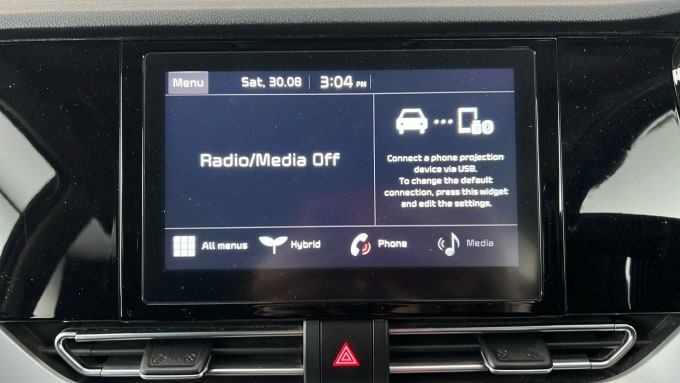 Menu
Sat, 30.08
3:04 PM
Radio/Media Off
Connect a phone projection
device via USB.
To change the default
connection, press this widget
and edit the settings.
All menus
Hybrid
Phone
Media